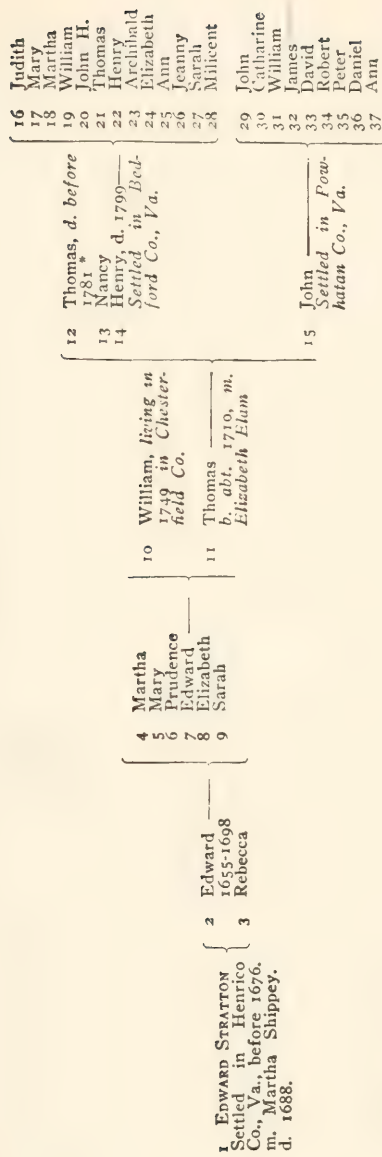 1 EDWARD STRATTON
Settled in Henrico
Co., Va., before 1676.
m. Martha Shippey.
d. 1688.
2 Edward
1655-1698
3 Rebecca
4 Martha
5 Mary
6 Prudence
7 Edward
8 Elizabeth
9 Sarah
10 William, living in
1749 in Chester-
field Co.
11 Thomas
b. abt. 1710, m.
Elizabeth Elam
12 Thomas, d. before
1781 *
13 Nancy
14 Henry, d. 1799
Settled in Bed-
ford Co., Va.
15 John
Settled in Pow-
hatan Co., Va.
16 Judith
17 Mary
18 Martha
19 William
20 John H.
21 Thomas
22 Henry
23 Archibald
24 Elizabeth
25 Ann
26 Jeanny
27 Sarah
28 Milicent
29 John
30 Catharine
31 William
32 James
33 David
34 Robert
35 Peter
36 Daniel
37 Ann